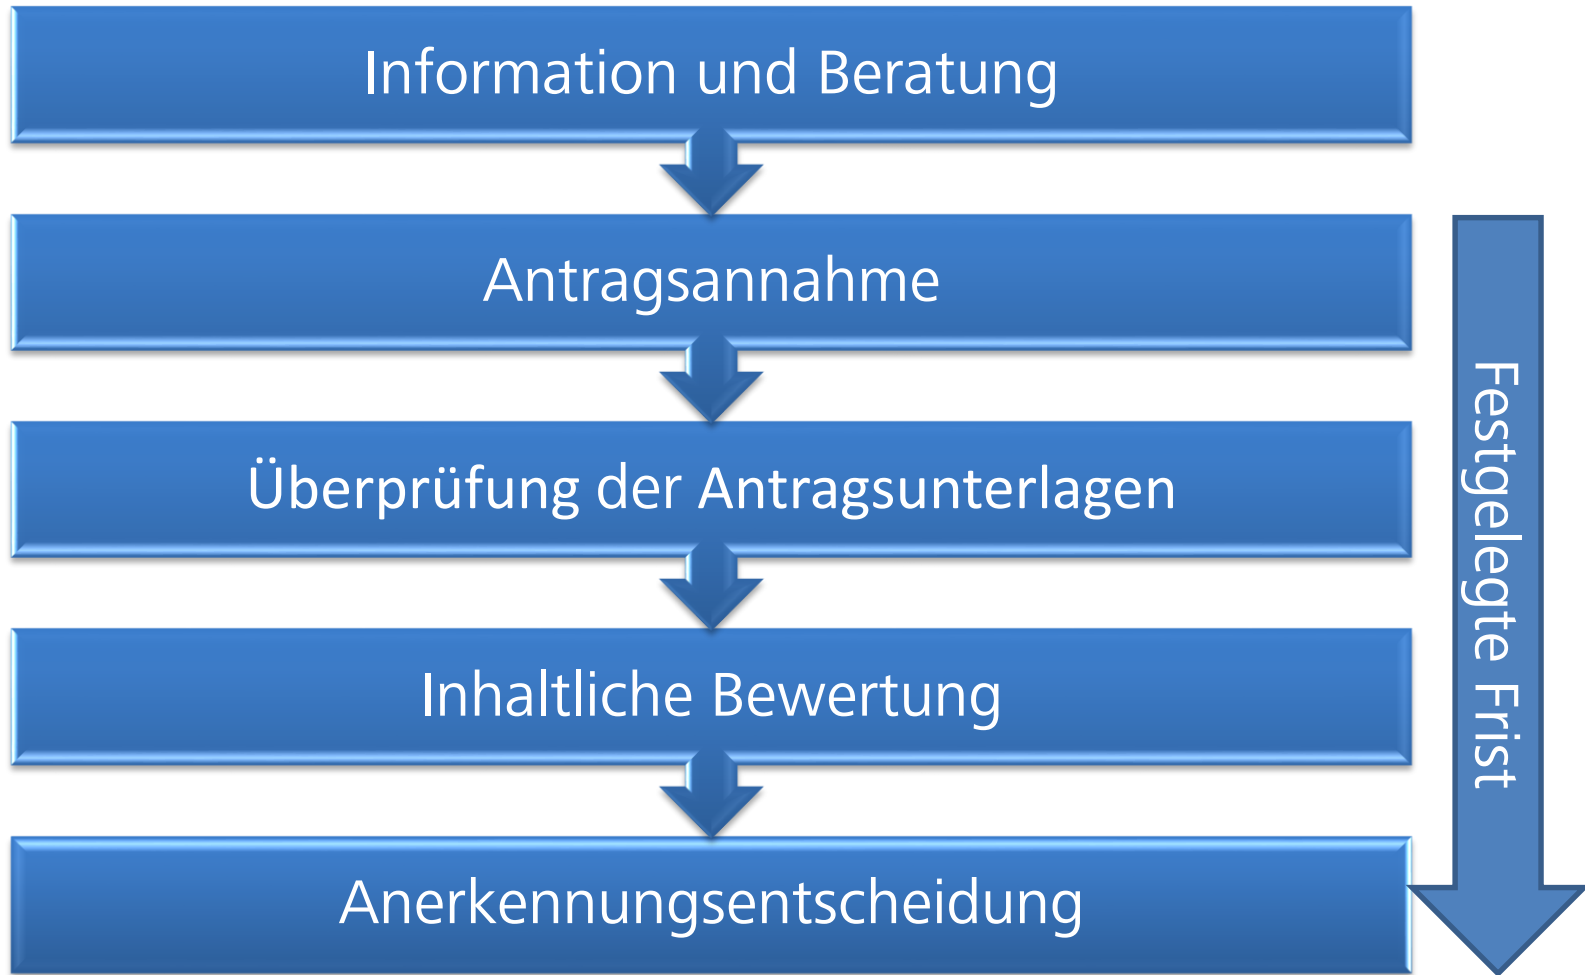 Information und Beratung
Antragsannahme
Überprüfung der Antragsunterlagen
Inhaltliche Bewertung
Anerkennungsentscheidung
Festgelegte Frist